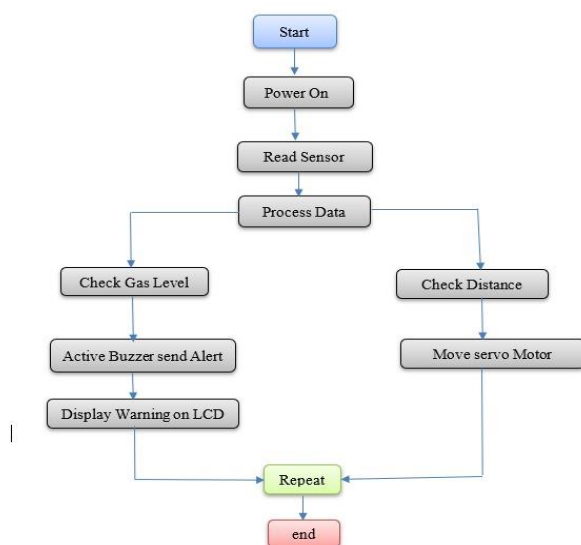 Start
Power On
Read Sensor
Process Data
Check Gas Level
Check Distance
Active Buzzer send Alert
Move servo Motor
Display Warning on LCD
Repeat
end